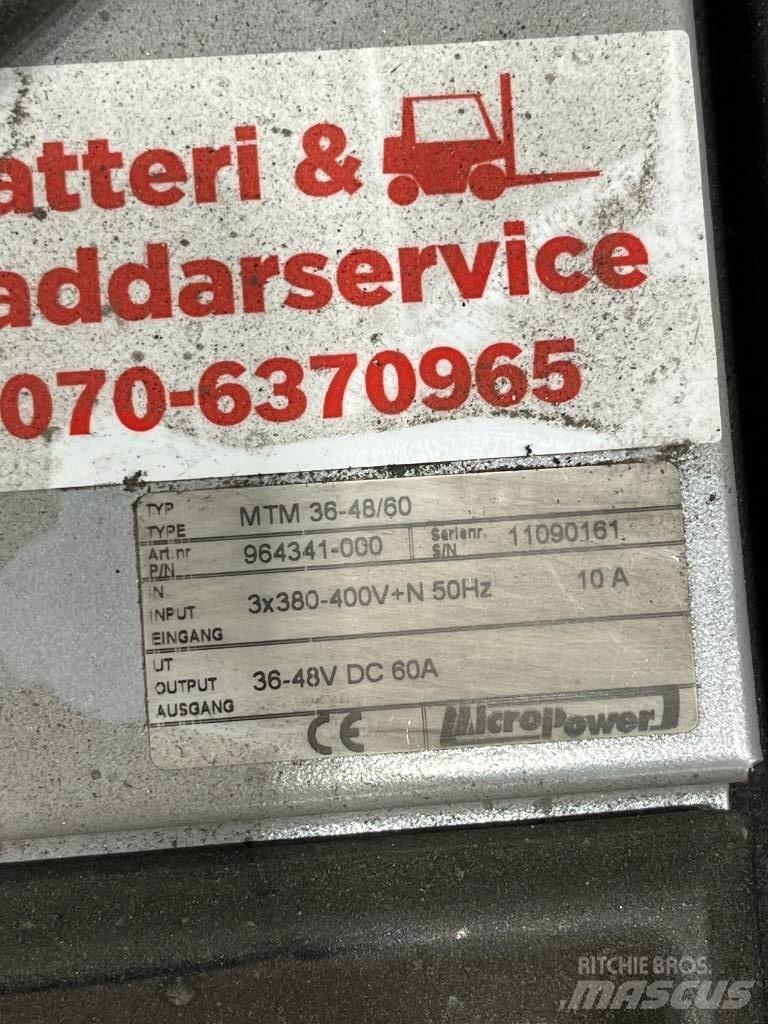 atteri &
addarservice
070-6370965
TYP
TYPE MTM 36-48/60
Art.nr
P/N 964341-000 Serienr.
S/N 11090161
IN
INPUT 3x380-400V+N 50Hz 10 A
EINGANG
UT
OUTPUT 36-48V DC 60A
AUSGANG
CE MicroPower
RITCHIE BROS.
MASCUS